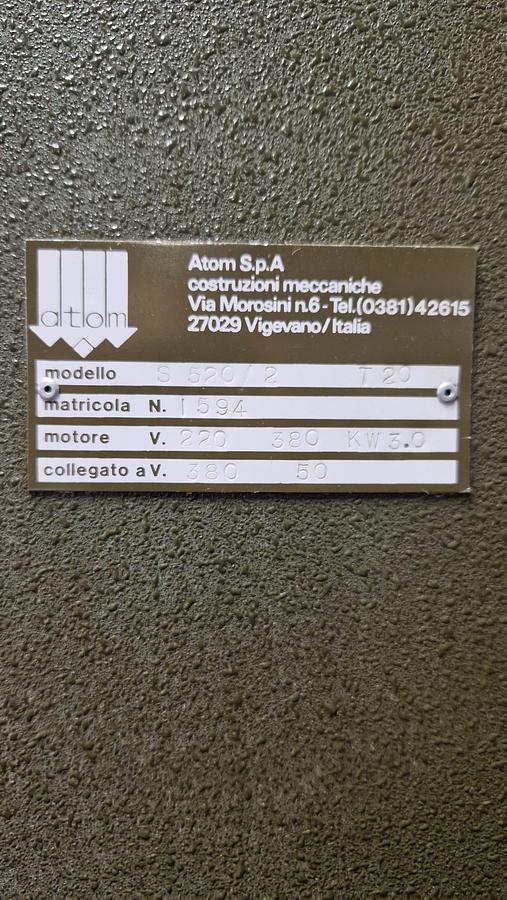 atom
Atom S.p.A
costruzioni meccaniche
Via Morosini n.6 - Tel.(0381)42615
27029 Vigevano/Italia
modello S 520/2 T 20
matricola N. 1594
motore V. 220 380 KW 3.0
collegato a V. 380 50